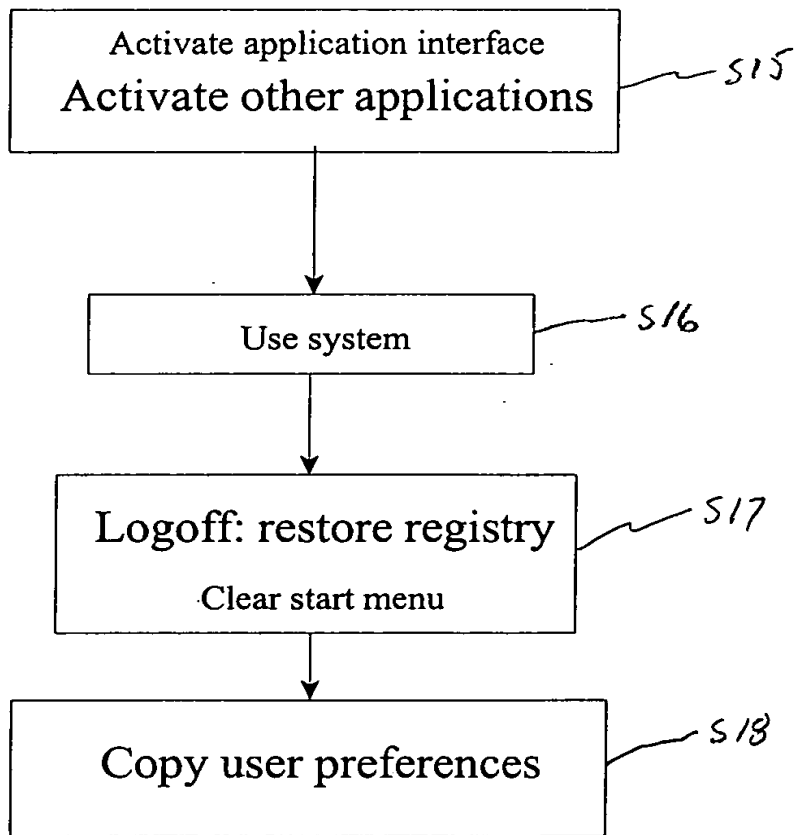 Activate application interface
Activate other applications
S15
Use system
S16
Logoff: restore registry
Clear start menu
S17
Copy user preferences
S18